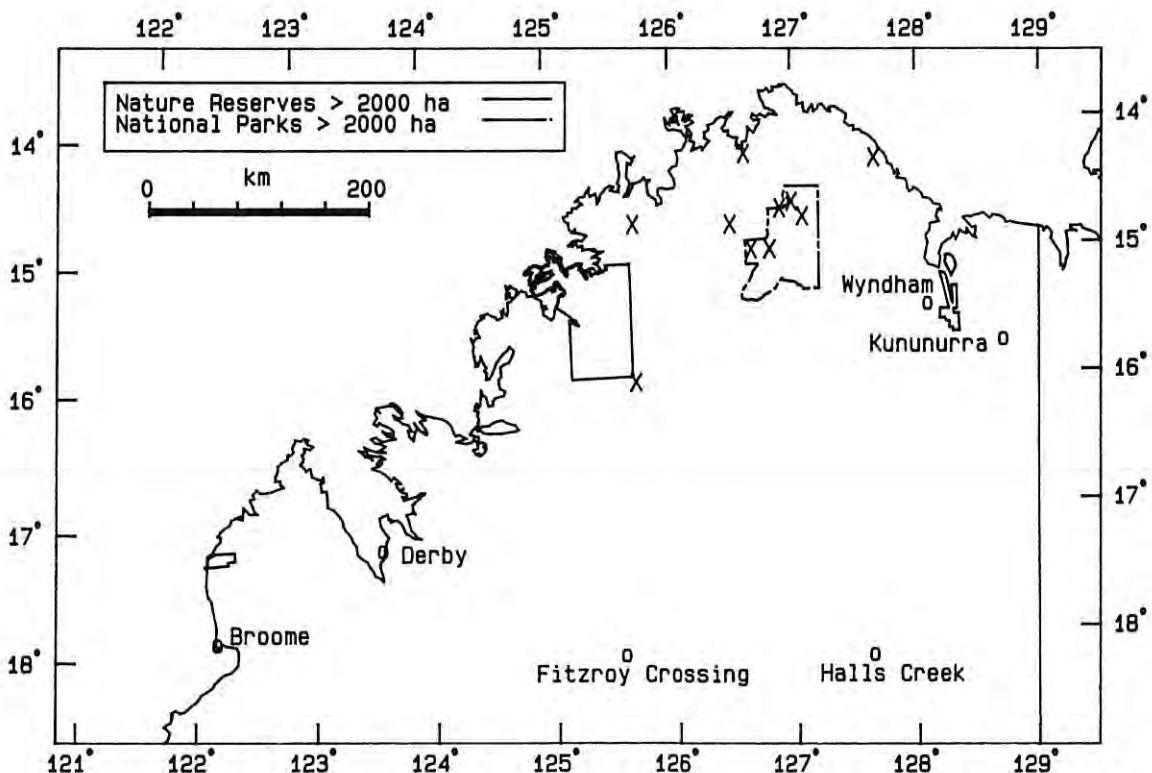 122° 123° 124° 125° 126° 127° 128° 129°
Nature Reserves > 2000 ha
National Parks > 2000 ha
14° 14°
km
0 200
15° 15°
Wyndham
Kununurra
16° 16°
17° 17°
Derby
Broome
18° 18°
Fitzroy Crossing Halls Creek
121° 122° 123° 124° 125° 126° 127° 128° 129°